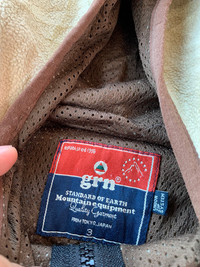 grn
STANDARD OF EARTH
Mountain equipment
Quality Garment
FROM TOKYO, JAPAN
3